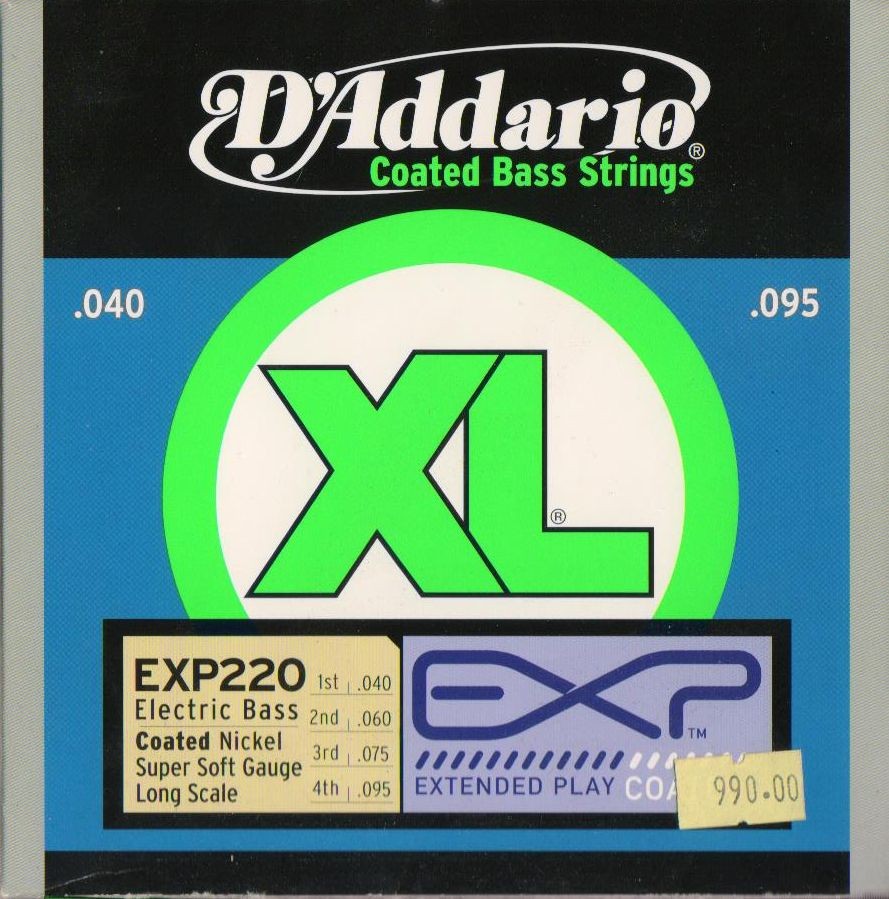 D'Addario®
Coated Bass Strings
.040
.095
XL®
EXP220
Electric Bass
Coated Nickel
Super Soft Gauge
Long Scale
1st .040
2nd .060
3rd .075
4th .095
EXP™
EXTENDED PLAY
990.00